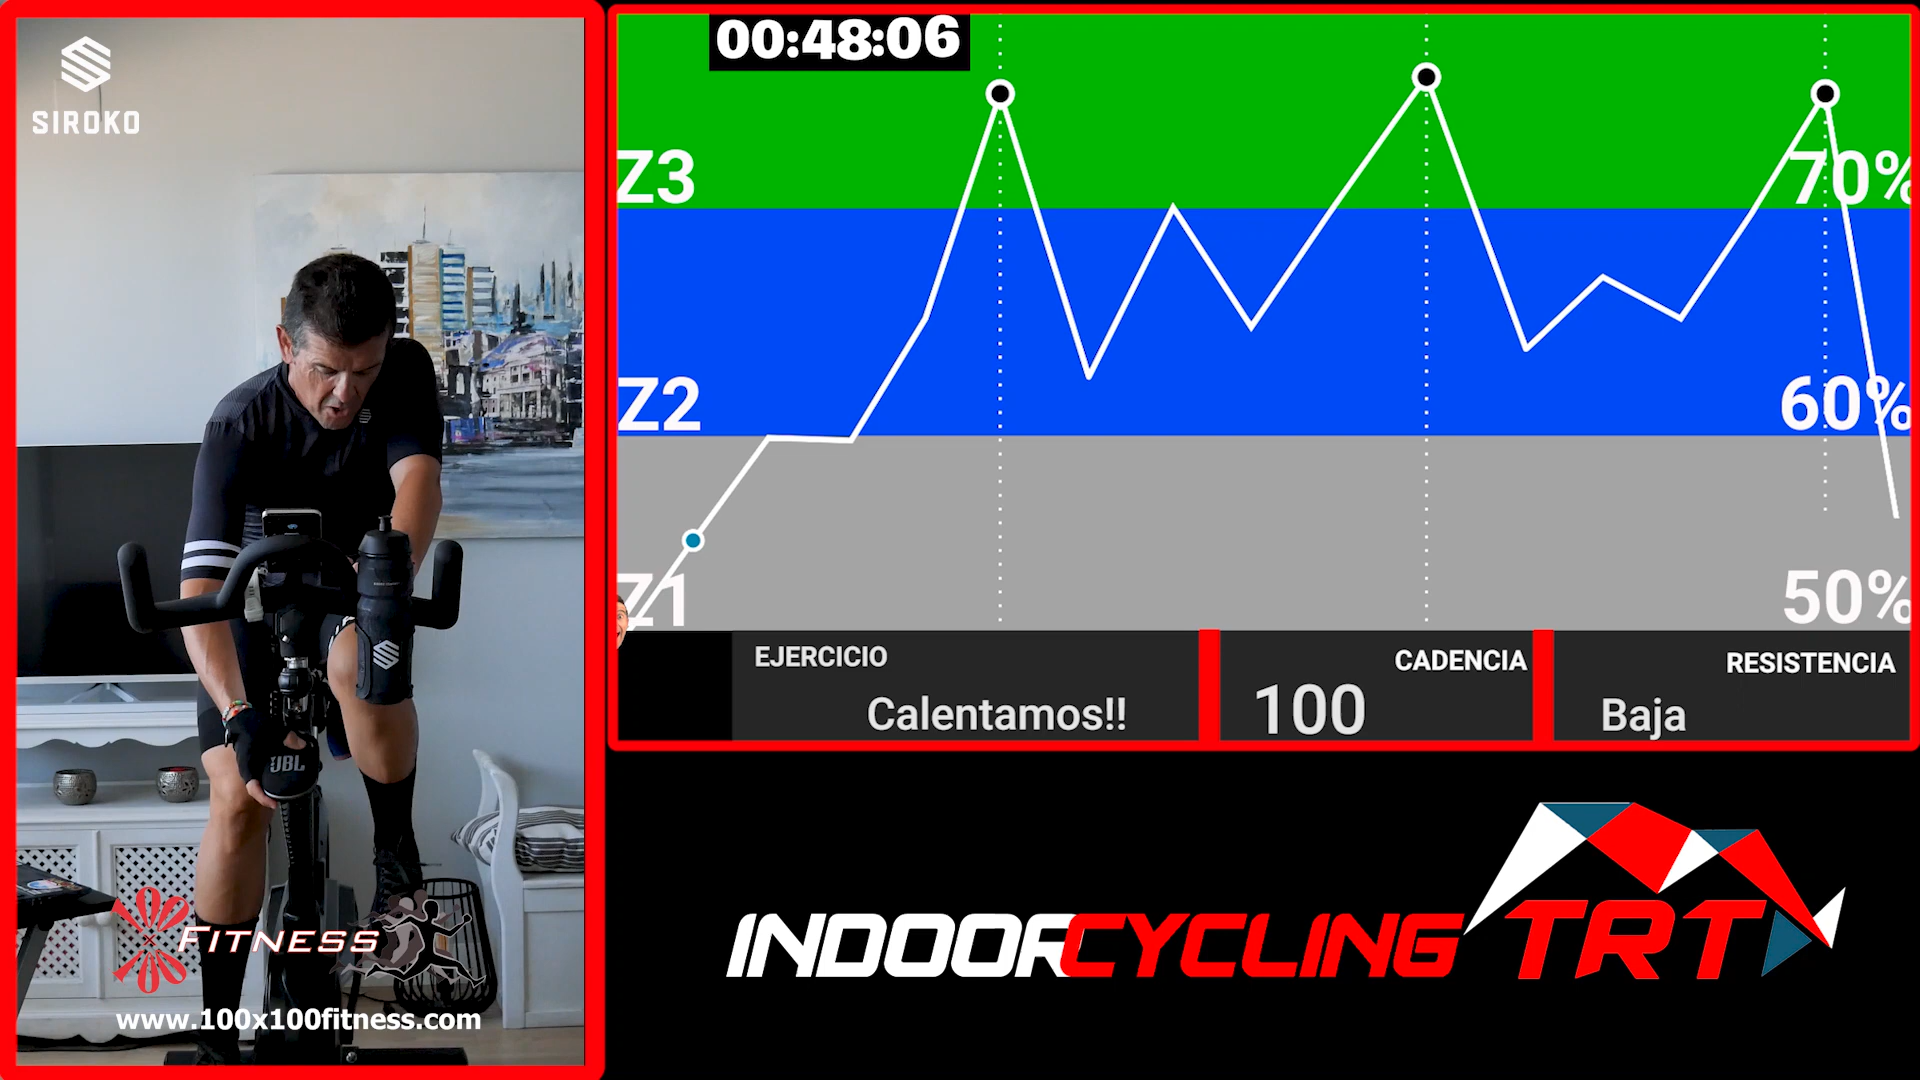 SIROKO
JBL
FITNESS
www.100x100fitness.com
00:48:06
Z3
70%
Z2
60%
Z1
50%
EJERCICIO
Calentamos!!
CADENCIA
100
RESISTENCIA
Baja
INDOORCYCLING TRT